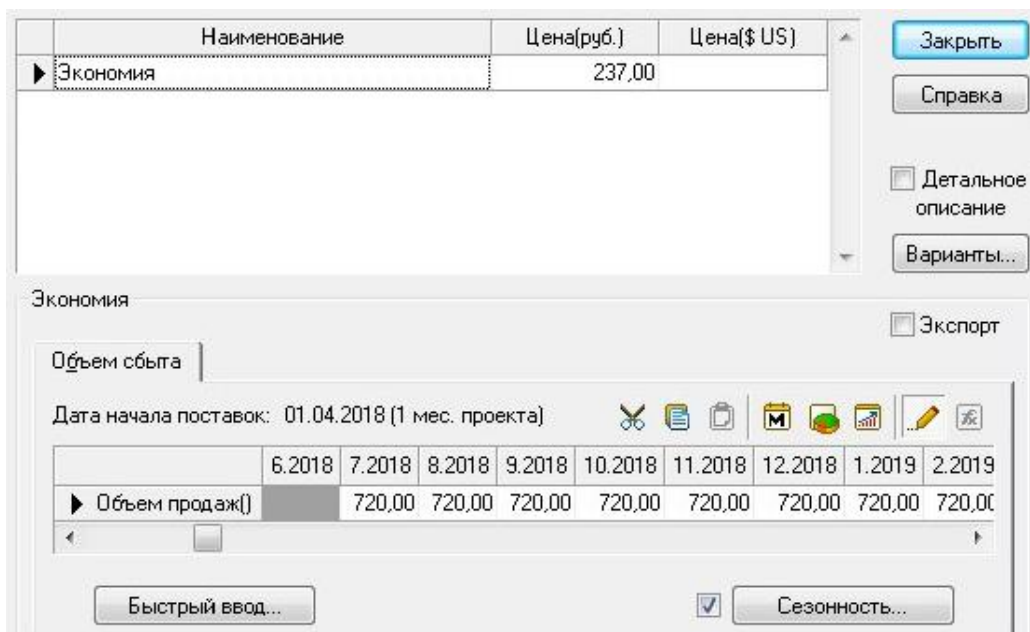 Наименование Цена(руб.) Цена($ US)
Экономия 237,00
Закрыть
Справка
Детальное
описание
Варианты...
Экономия
Экспорт
Объем сбыта
Дата начала поставок: 01.04.2018 (1 мес. проекта)
6.2018 7.2018 8.2018 9.2018 10.2018 11.2018 12.2018 1.2019 2.2019
Объем продаж() 720,00 720,00 720,00 720,00 720,00 720,00 720,00 720,00
Быстрый ввод... Сезонность...